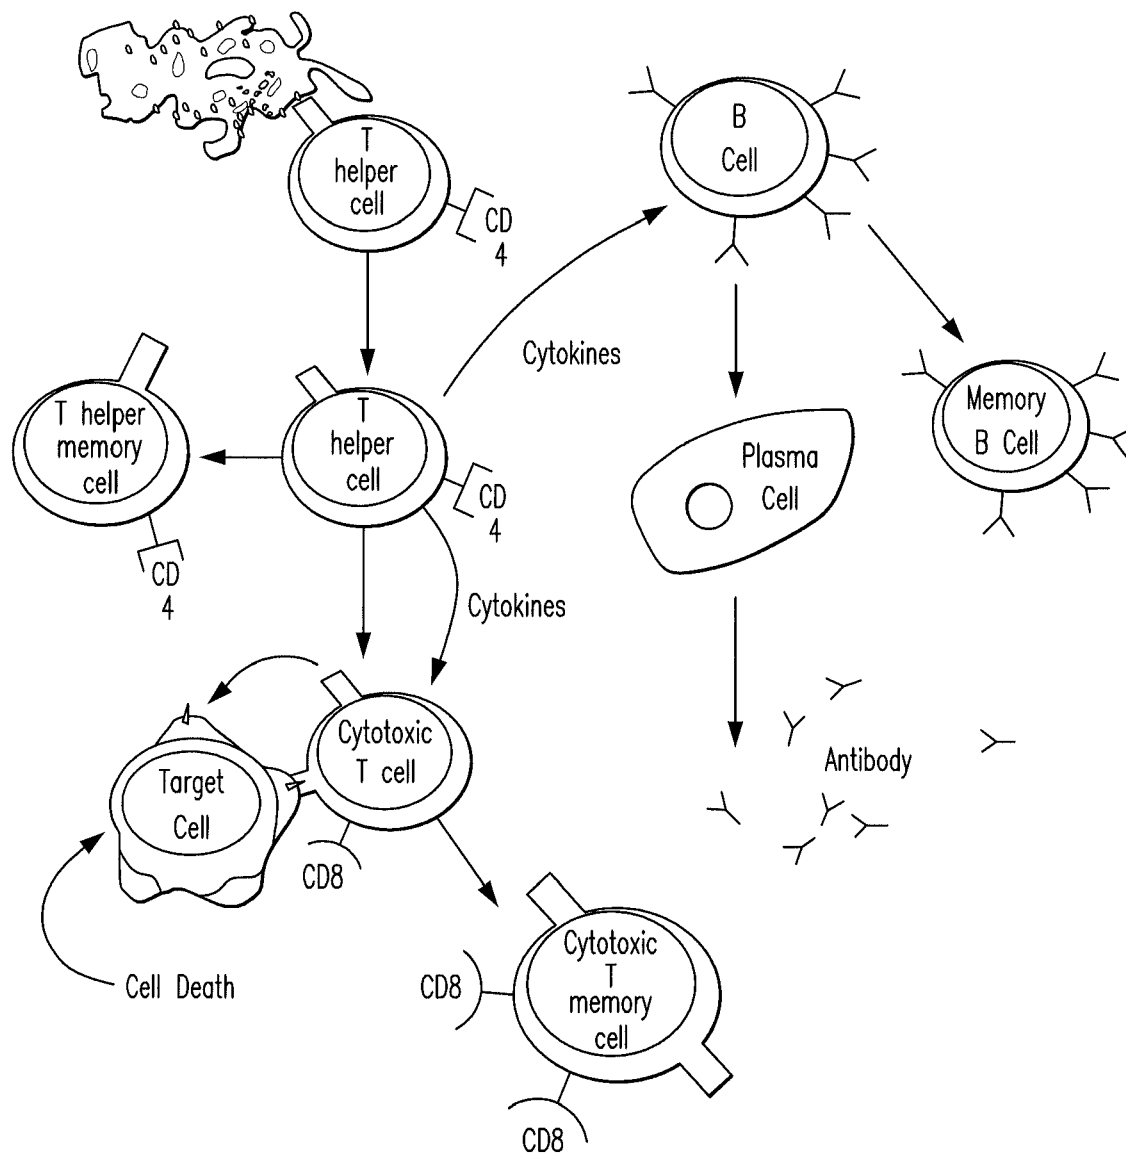 T
helper
cell
CD
4
B
Cell
Cytokines
T helper
memory
cell
CD
4
T
helper
cell
CD
4
Plasma
Cell
Memory
B Cell
Cytokines
Cytotoxic
T cell
Target
Cell
CD8
Antibody
Cell Death
Cytotoxic
T
memory
cell
CD8
CD8